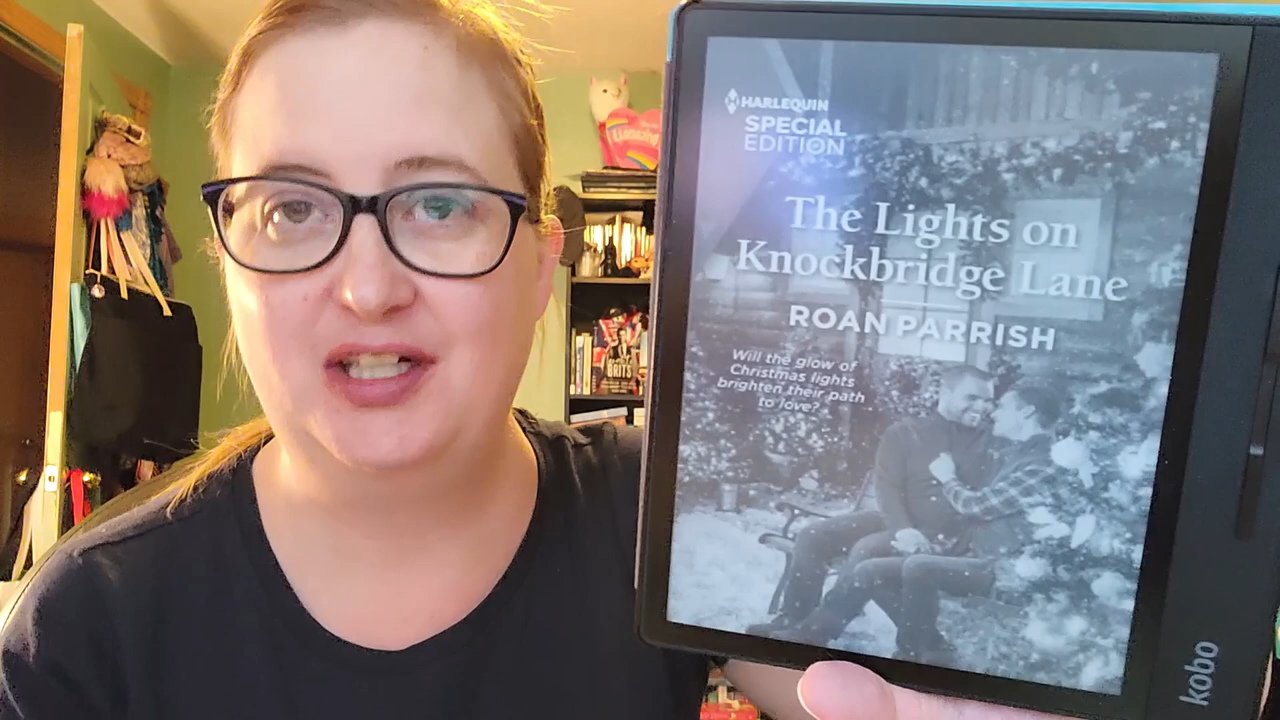 HARLEQUIN
SPECIAL
EDITION
The Lights on
Knockbridge Lane
ROAN PARRISH
Will the glow of
Christmas lights
brighten their path
to love?
kobo
BRITS